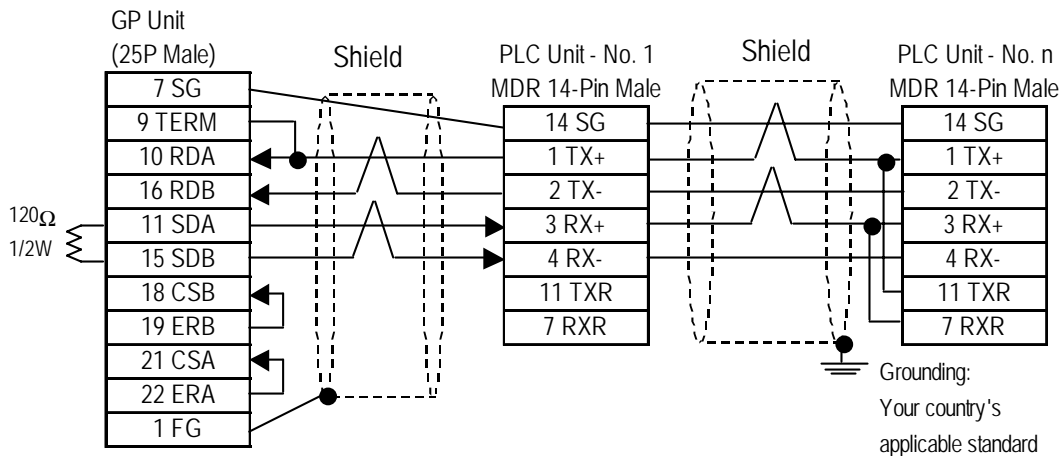 GP Unit
(25P Male)
Shield
PLC Unit - No. 1
MDR 14-Pin Male
Shield
PLC Unit - No. n
MDR 14-Pin Male
7 SG
9 TERM
10 RDA
16 RDB
11 SDA
15 SDB
18 CSB
19 ERB
21 CSA
22 ERA
1 FG
120Ω
1/2W
14 SG
1 TX+
2 TX-
3 RX+
4 RX-
11 TXR
7 RXR
14 SG
1 TX+
2 TX-
3 RX+
4 RX-
11 TXR
7 RXR
Grounding:
Your country's
applicable standard